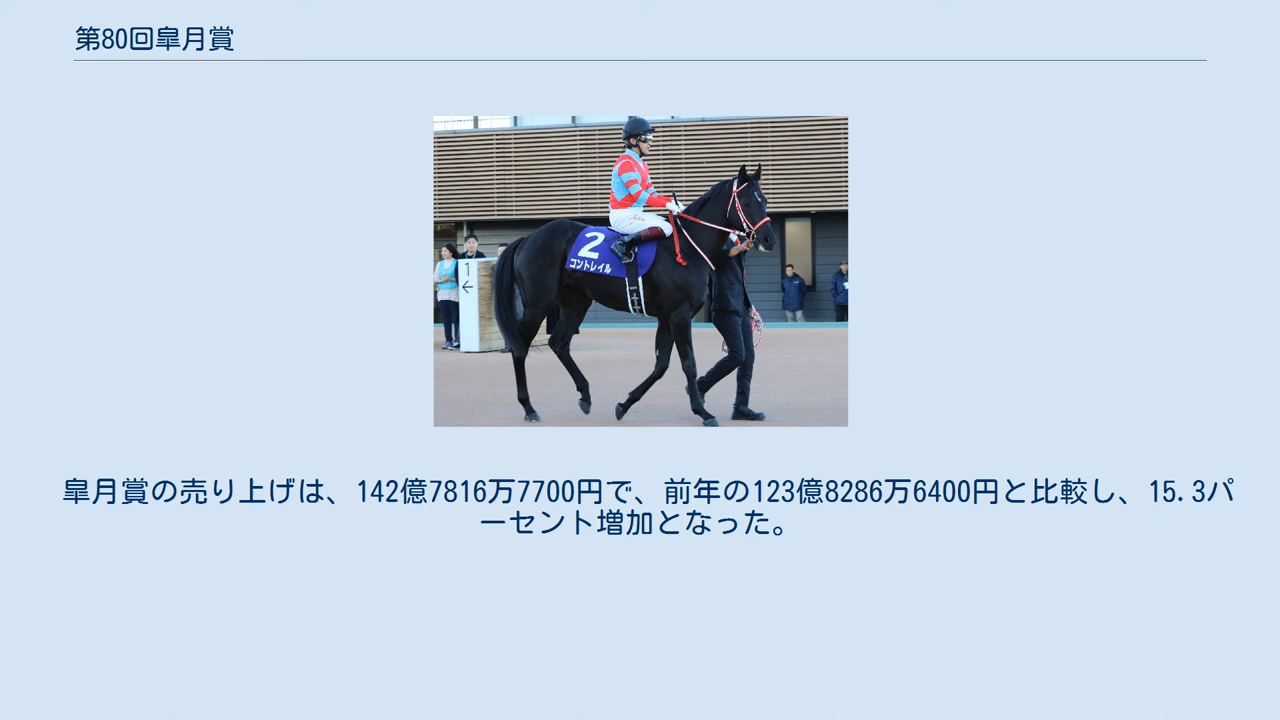 第80回皐月賞
1
←
2
コントレイル
皐月賞の売り上げは、142億7816万7700円で、前年の123億8286万6400円と比較し、15.3パ
ーセント増加となった。